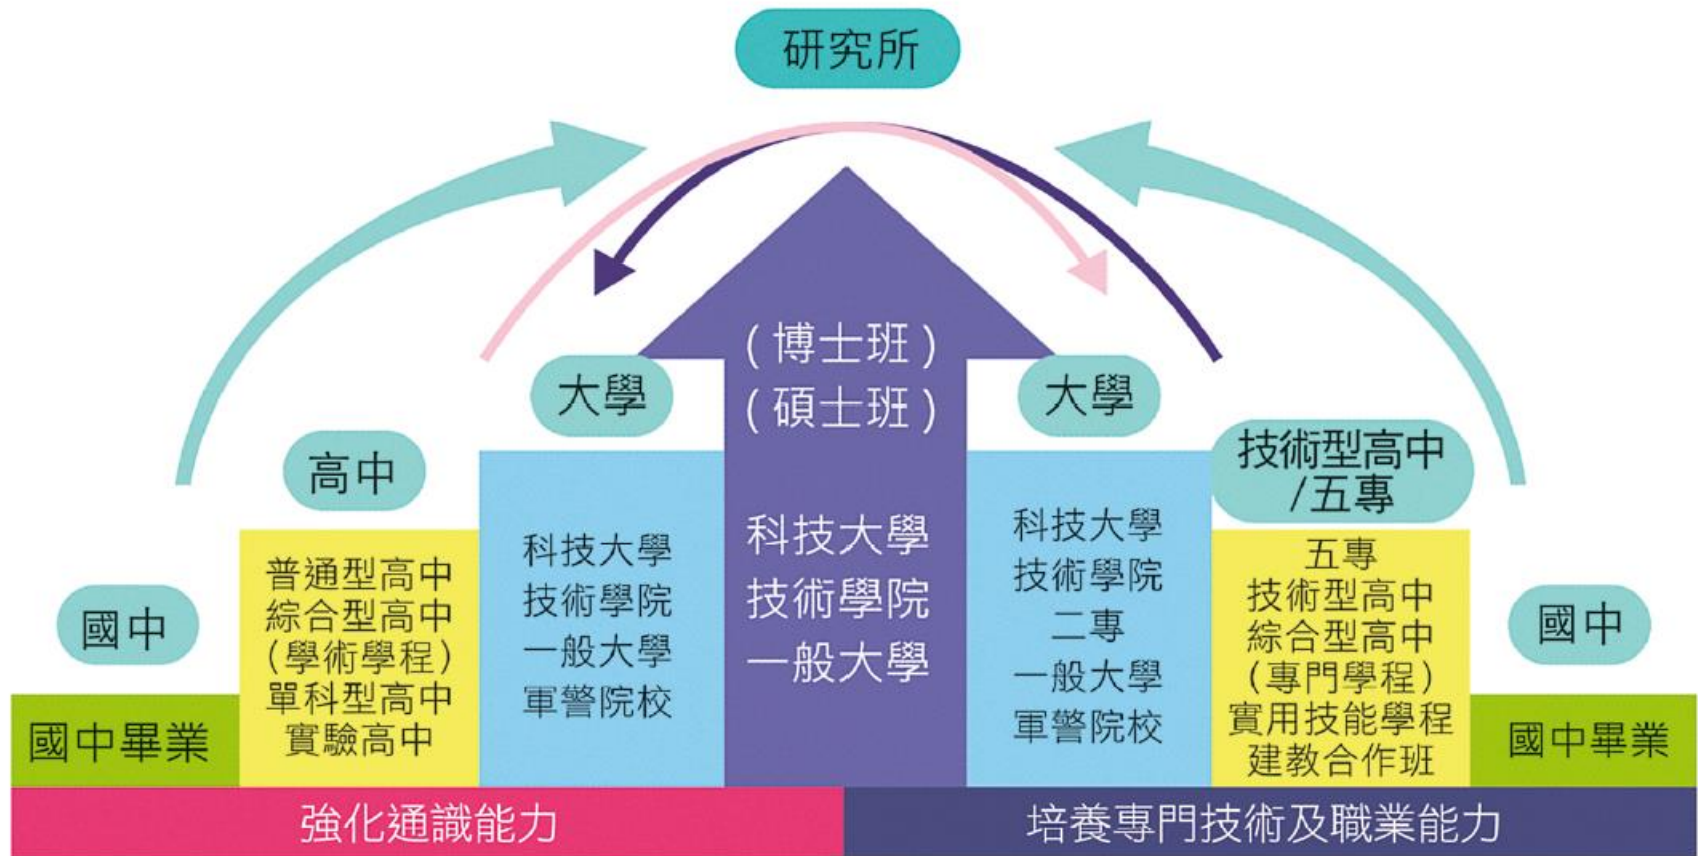 研究所
(博士班)
(碩士班)
科技大學
技術學院
一般大學
大學
科技大學
技術學院
一般大學
軍警院校
高中
普通型高中
綜合型高中
(學術學程)
單科型高中
實驗高中
國中
國中畢業
強化通識能力
大學
科技大學
技術學院
二專
一般大學
軍警院校
技術型高中
/五專
五專
技術型高中
綜合型高中
(專門學程)
實用技能學程
建教合作班
國中
國中畢業
培養專門技術及職業能力